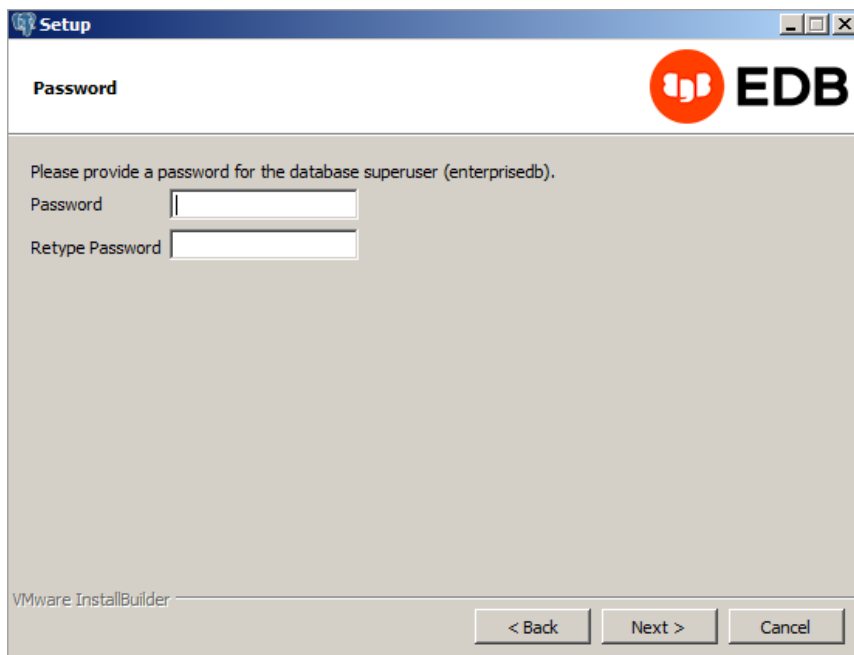 Setup
Password
EDB
Please provide a password for the database superuser (enterprisedb).
Password
Retype Password
VMware InstallBuilder
< Back Next > Cancel